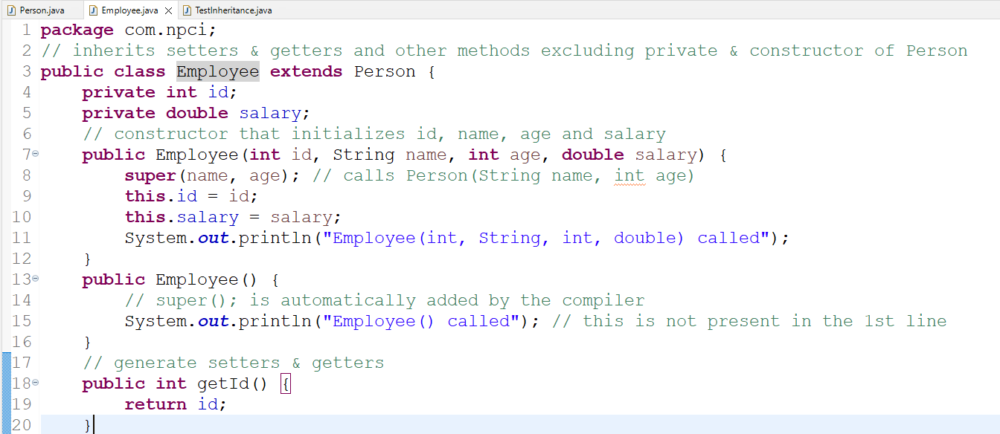 Person.java Employee.java TestInheritance.java
1 package com.npci;
2 // inherits setters & getters and other methods excluding private & constructor of Person
3 public class Employee extends Person {
4 private int id;
5 private double salary;
6 // constructor that initializes id, name, age and salary
7 public Employee(int id, String name, int age, double salary) {
8 super(name, age); // calls Person(String name, int age)
9 this.id = id;
10 this.salary = salary;
11 System.out.println("Employee(int, String, int, double) called");
12 }
13 public Employee() {
14 // super(); is automatically added by the compiler
15 System.out.println("Employee() called"); // this is not present in the 1st line
16 }
17 // generate setters & getters
18 public int getId() {
19 return id;
20 }